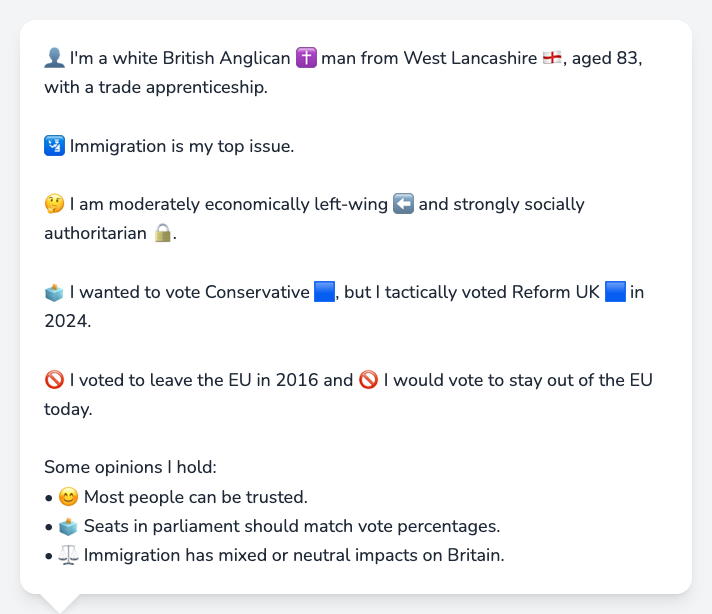 👤 I'm a white British Anglican ✝️ man from West Lancashire 🏴󠁧󠁢󠁥󠁮󠁧󠁿, aged 83,
with a trade apprenticeship.
🛂 Immigration is my top issue.
🤔 I am moderately economically left-wing ⬅️ and strongly socially
authoritarian 🔒.
🗳️ I wanted to vote Conservative 🟦, but I tactically voted Reform UK 🟦 in
2024.
🚫 I voted to leave the EU in 2016 and 🚫 I would vote to stay out of the EU
today.
Some opinions I hold:
• 😊 Most people can be trusted.
• 🗳️ Seats in parliament should match vote percentages.
• ⚖️ Immigration has mixed or neutral impacts on Britain.